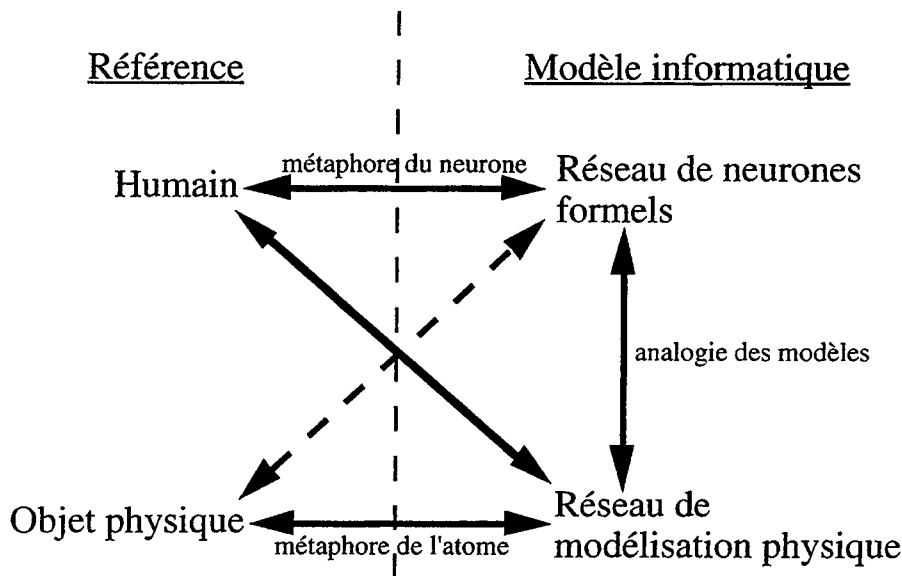 Référence
Modèle informatique
métaphore du neurone
Humain
Réseau de neurones
formels
analogie des modèles
Objet physique
métaphore de l'atome
Réseau de
modélisation physique